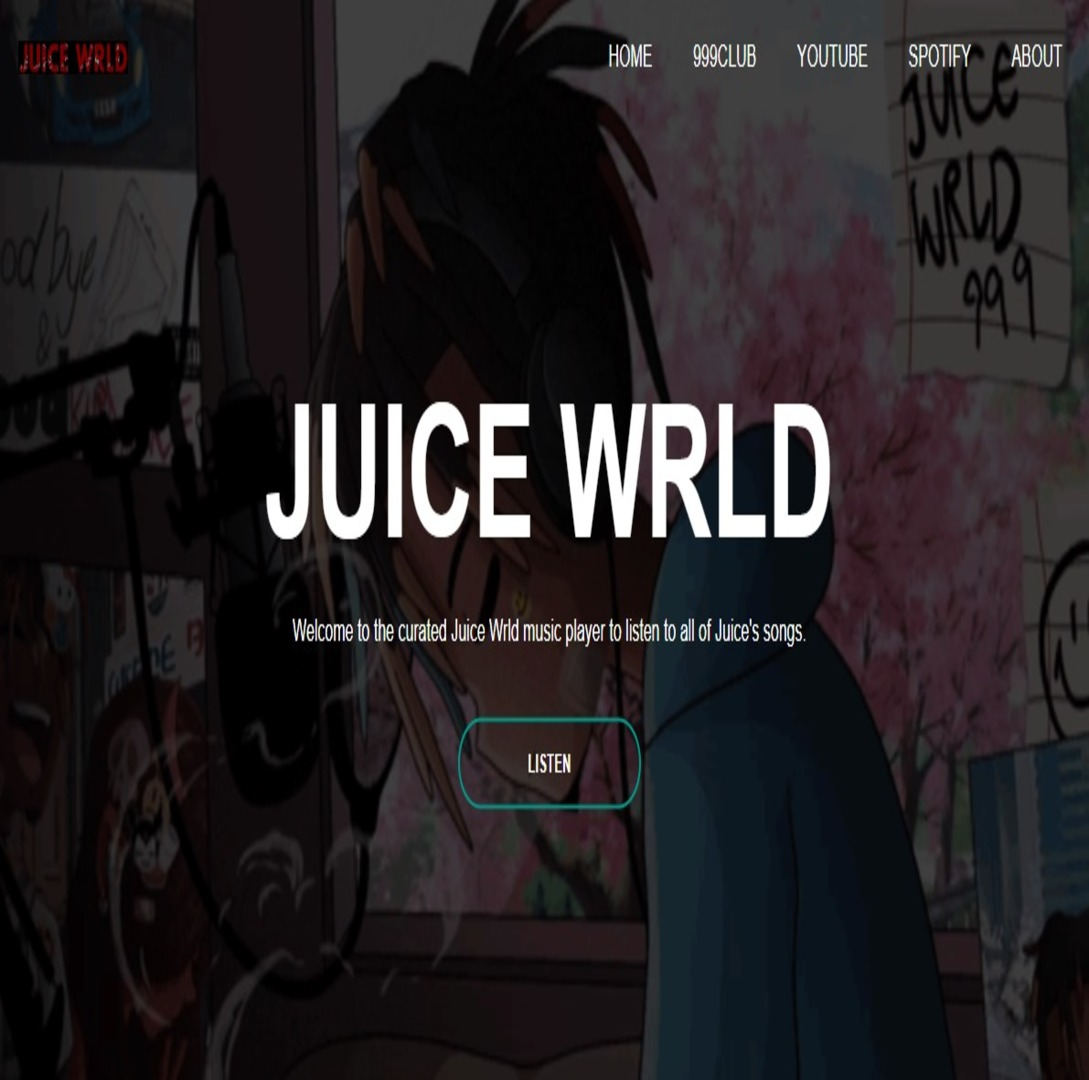 JUICE WRLD
HOME 999CLUB YOUTUBE SPOTIFY ABOUT
JUICE
WRLD
999
od bye
&
JUICE WRLD
Welcome to the curated Juice Wrld music player to listen to all of Juice's songs.
LISTEN